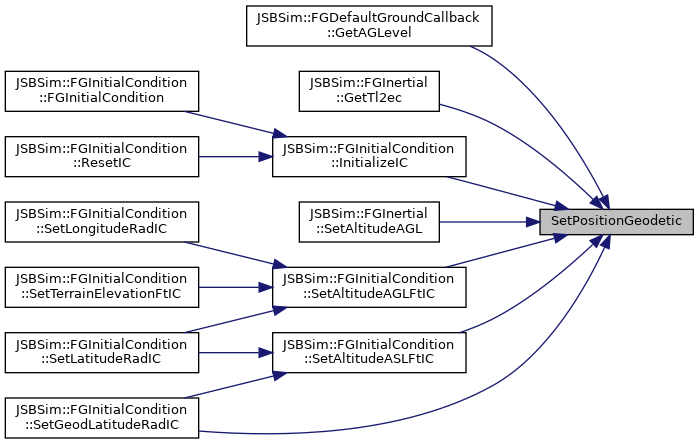 JSBSim::FGDefaultGroundCallback
::GetAGLevel
JSBSim::FGInitialCondition
::FGInitialCondition
JSBSim::FGInertial
::GetTl2ec
JSBSim::FGInitialCondition
::ResetIC
JSBSim::FGInitialCondition
::InitializeIC
JSBSim::FGInitialCondition
::SetLongitudeRadIC
JSBSim::FGInertial
::SetAltitudeAGL
SetPositionGeodetic
JSBSim::FGInitialCondition
::SetTerrainElevationFtIC
JSBSim::FGInitialCondition
::SetAltitudeAGLFtIC
JSBSim::FGInitialCondition
::SetLatitudeRadIC
JSBSim::FGInitialCondition
::SetAltitudeASLFtIC
JSBSim::FGInitialCondition
::SetGeodLatitudeRadIC